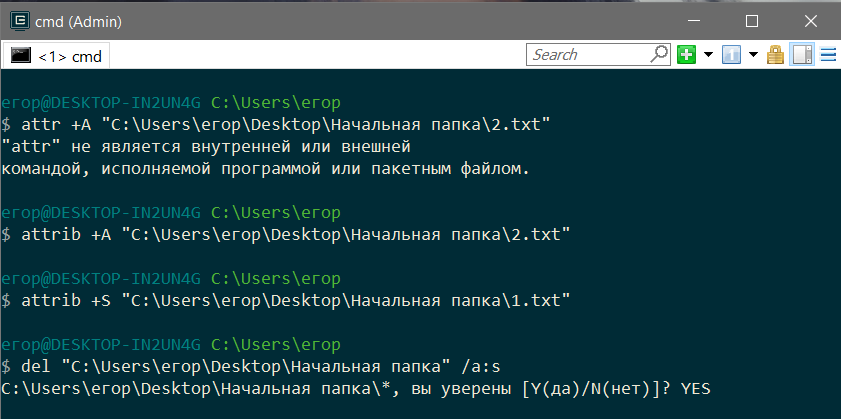 cmd (Admin)
<1> cmd
Search
егор@DESKTOP-IN2UN4G C:\Users\егор
$ attr +A "C:\Users\егор\Desktop\Начальная папка\2.txt"
"attr" не является внутренней или внешней
командой, исполняемой программой или пакетным файлом.
егор@DESKTOP-IN2UN4G C:\Users\егор
$ attrib +A "C:\Users\егор\Desktop\Начальная папка\2.txt"
егор@DESKTOP-IN2UN4G C:\Users\егор
$ attrib +S "C:\Users\егор\Desktop\Начальная папка\1.txt"
егор@DESKTOP-IN2UN4G C:\Users\егор
$ del "C:\Users\егор\Desktop\Начальная папка" /a:s
C:\Users\егор\Desktop\Начальная папка\*, вы уверены [Y(да)/N(нет)]? YES